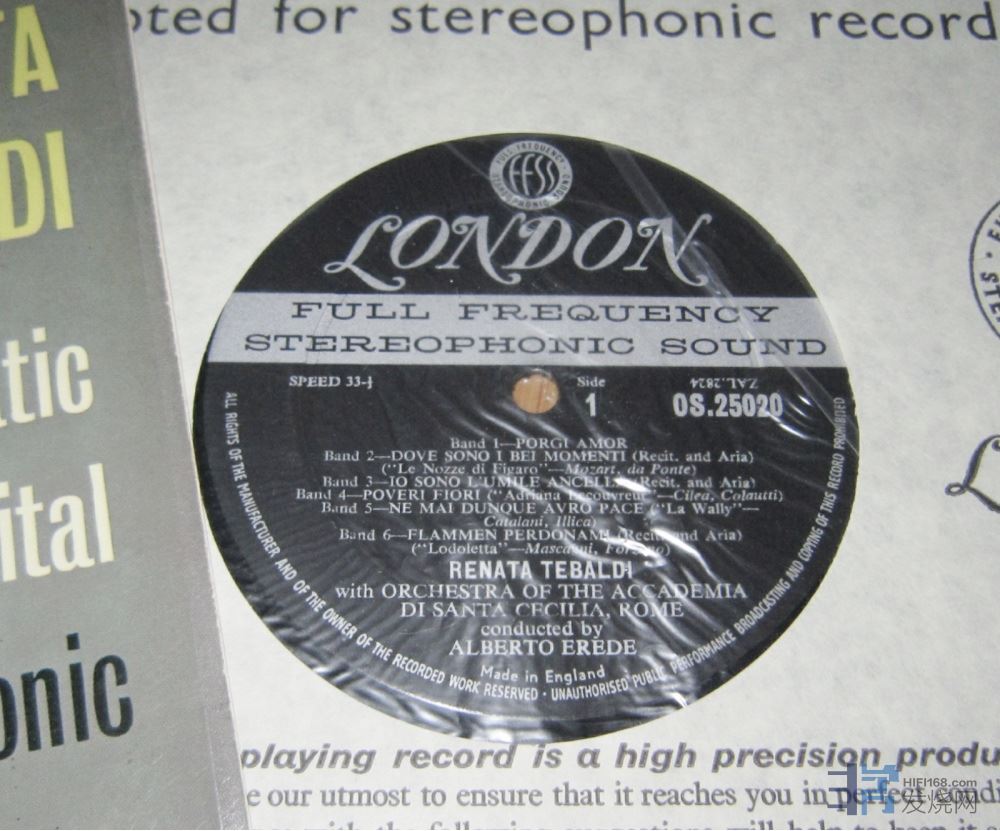 TA
DI
tic
ital
onic
oted for stereophonic record
FULL FREQUENCY
FFSS
STEREOPHONIC SOUND
LONDON
FULL FREQUENCY
STEREOPHONIC SOUND
SPEED 33-⅓
Side
1
ZAL.2824
OS.25020
Band 1—PORGI AMOR
Band 2—DOVE SONO I BEI MOMENTI (Recit. and Aria)
("Le Nozze di Figaro"—Mozart, da Ponte)
Band 3—IO SONO L'UMILE ANCELLA (Recit. and Aria)
Band 4—POVERI FIORI ("Adriana Lecouvreur"—Cilea, Colautti)
Band 5—NE MAI DUNQUE AVRO PACE ("La Wally"—
Catalani, Illica)
Band 6—FLAMMEN PERDONAMI (Recit. and Aria)
("Lodoletta"—Mascagni, Forzano)
RENATA TEBALDI
with ORCHESTRA OF THE ACCADEMIA
DI SANTA CECILIA, ROME
conducted by
ALBERTO EREDE
Made in England
ALL RIGHTS OF THE MANUFACTURER AND OF THE OWNER OF THE RECORDED WORK RESERVED · UNAUTHORISED PUBLIC PERFORMANCE BROADCASTING AND COPYING OF THIS RECORD PROHIBITED
playing record is a high precision produ
e our utmost to ensure that it reaches you in perfect condi
HIFI168.com
发烧网